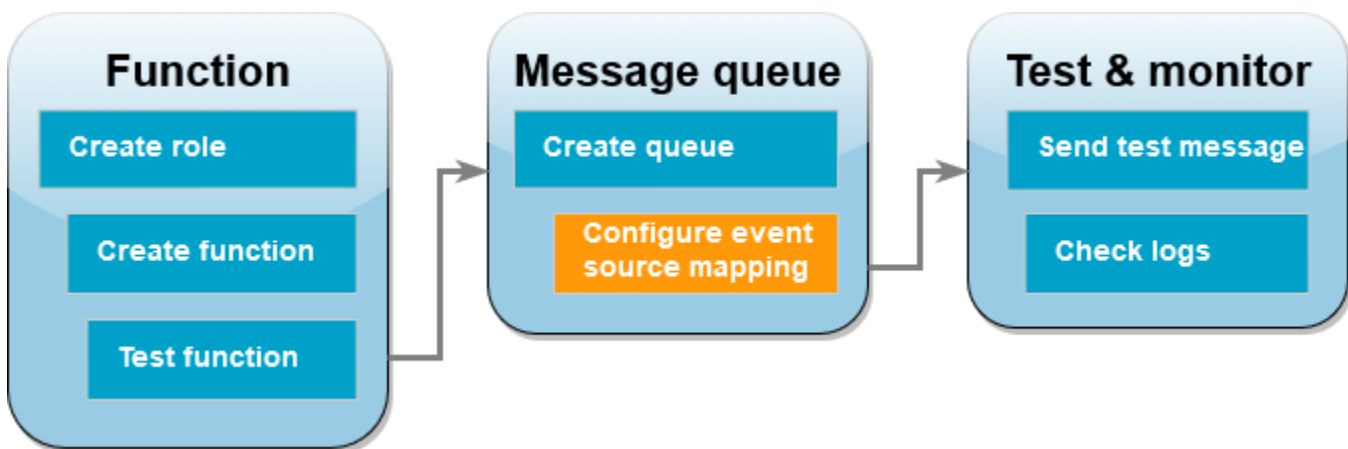 Function
Create role
Create function
Test function
Message queue
Create queue
Configure event
source mapping
Test & monitor
Send test message
Check logs